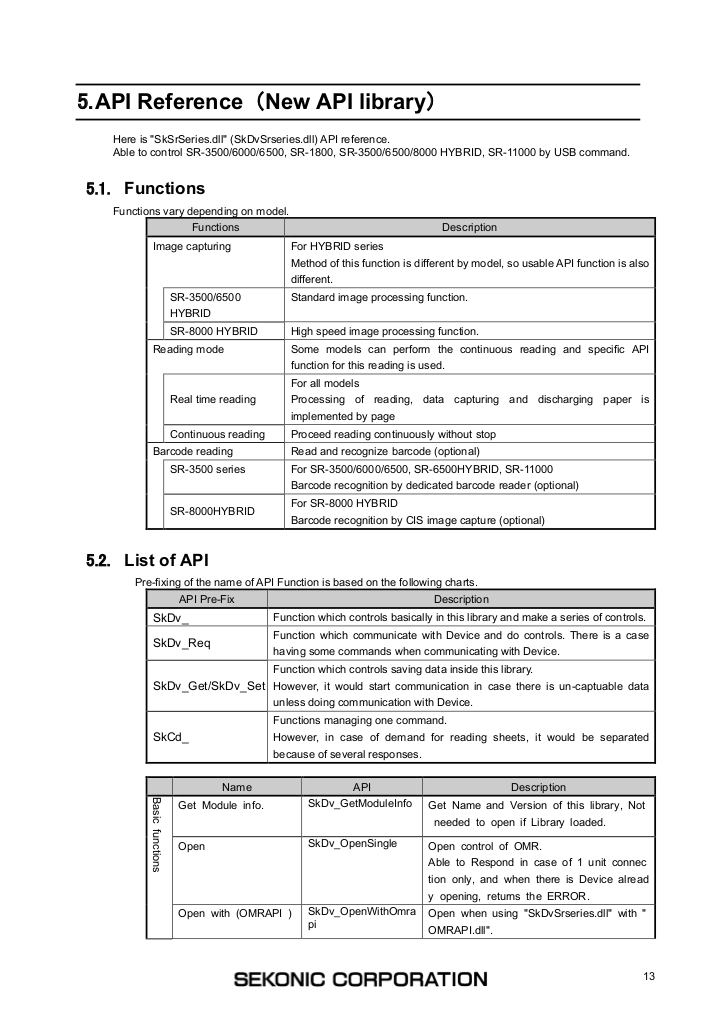 5.API Reference（New API library）
Here is "SkSrSeries.dll" (SkDvSrseries.dll) API reference.
Able to control SR-3500/6000/6500, SR-1800, SR-3500/6500/8000 HYBRID, SR-11000 by USB command.
5.1. Functions
Functions vary depending on model.
Functions Description
Image capturing For HYBRID series
Method of this function is different by model, so usable API function is also
different.
SR-3500/6500 Standard image processing function.
HYBRID
SR-8000 HYBRID High speed image processing function.
Reading mode Some models can perform the continuous reading and specific API
function for this reading is used.
For all models
Real time reading Processing of reading, data capturing and discharging paper is
implemented by page
Continuous reading Proceed reading continuously without stop
Barcode reading Read and recognize barcode (optional)
SR-3500 series For SR-3500/6000/6500, SR-6500HYBRID, SR-11000
Barcode recognition by dedicated barcode reader (optional)
SR-8000HYBRID For SR-8000 HYBRID
Barcode recognition by CIS image capture (optional)
5.2. List of API
Pre-fixing of the name of API Function is based on the following charts.
API Pre-Fix Description
SkDv_ Function which controls basically in this library and make a series of controls.
SkDv_Req Function which communicate with Device and do controls. There is a case
having some commands when communicating with Device.
Function which controls saving data inside this library.
SkDv_Get/SkDv_Set However, it would start communication in case there is un-captuable data
unless doing communication with Device.
Functions managing one command.
SkCd_ However, in case of demand for reading sheets, it would be separated
because of several responses.
Name API Description
Basic functions
Get Module info. SkDv_GetModuleInfo Get Name and Version of this library, Not
needed to open if Library loaded.
Open SkDv_OpenSingle Open control of OMR.
Able to Respond in case of 1 unit connec
tion only, and when there is Device alread
y opening, returns the ERROR.
Open with (OMRAPI ) SkDv_OpenWithOmra Open when using "SkDvSrseries.dll" with "
pi OMRAPI.dll".
SEKONIC CORPORATION
13